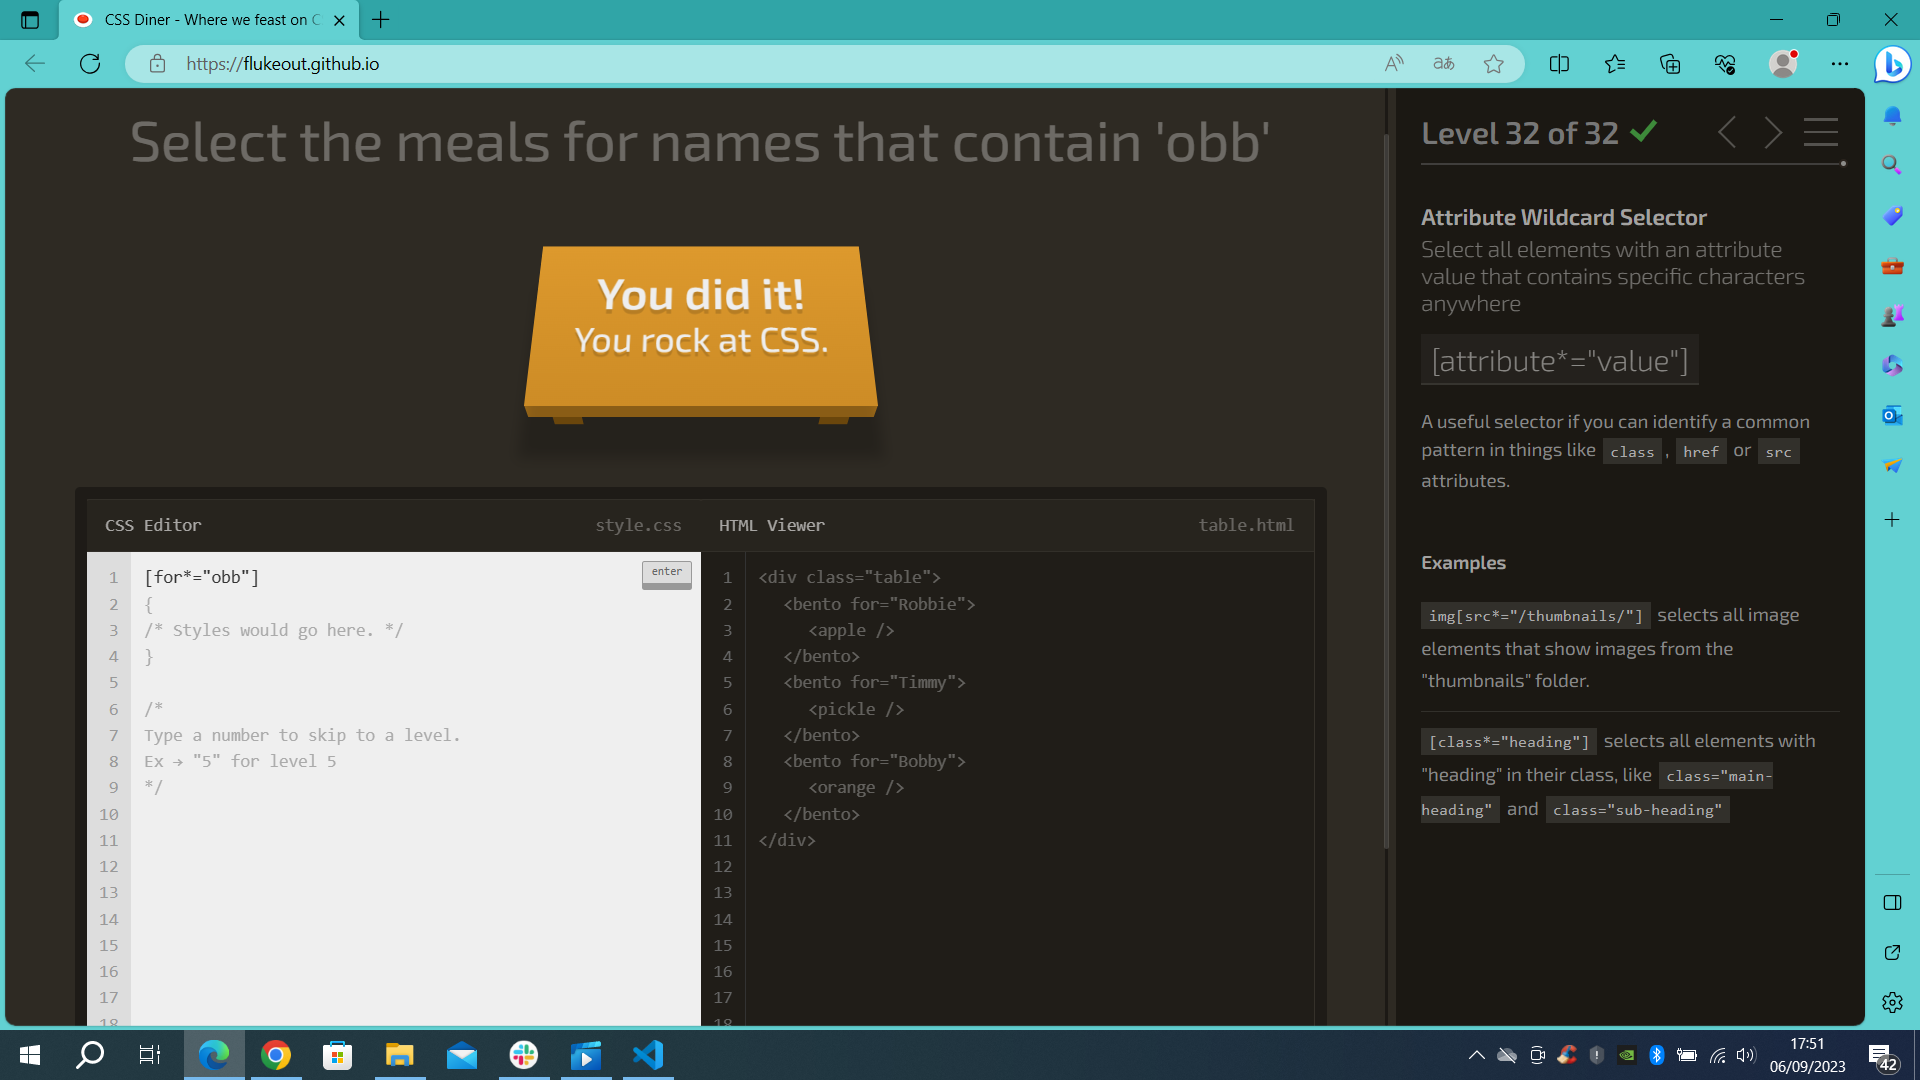 CSS Diner - Where we feast on C
https://flukeout.github.io
Select the meals for names that contain 'obb'
You did it!
You rock at CSS.
CSS Editor
style.css
HTML Viewer
table.html
1 [for*="obb"]
enter
2 {
3 /* Styles would go here. */
4 }
5
6 /*
7 Type a number to skip to a level.
8 Ex → "5" for level 5
9 */
10
11
12
13
14
15
16
17
18
1 <div class="table">
2 <bento for="Robbie">
3 <apple />
4 </bento>
5 <bento for="Timmy">
6 <pickle />
7 </bento>
8 <bento for="Bobby">
9 <orange />
10 </bento>
11 </div>
12
13
14
15
16
17
18
Level 32 of 32
Attribute Wildcard Selector
Select all elements with an attribute
value that contains specific characters
anywhere
[attribute*="value"]
A useful selector if you can identify a common
pattern in things like class , href or src
attributes.
Examples
img[src*="/thumbnails/"] selects all image
elements that show images from the
"thumbnails" folder.
[class*="heading"] selects all elements with
"heading" in their class, like class="main-
heading" and class="sub-heading"
17:51
06/09/2023
42